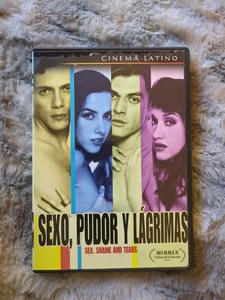 CINEMA LATINO
SEXO, PUDOR Y LÁGRIMAS
SEX, SHAME AND TEARS
WINNER